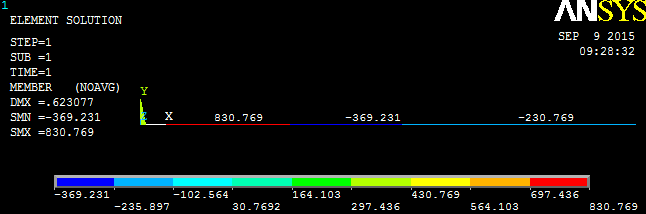 1
ANSYS
ELEMENT SOLUTION
SEP 9 2015
09:28:32
STEP=1
SUB =1
TIME=1
MEMBER (NOAVG)
DMX =.623077
SMN =-369.231
SMX =830.769
Y
X
830.769 -369.231 -230.769
-369.231 -102.564 164.103 430.769 697.436
-235.897 30.7692 297.436 564.103 830.769